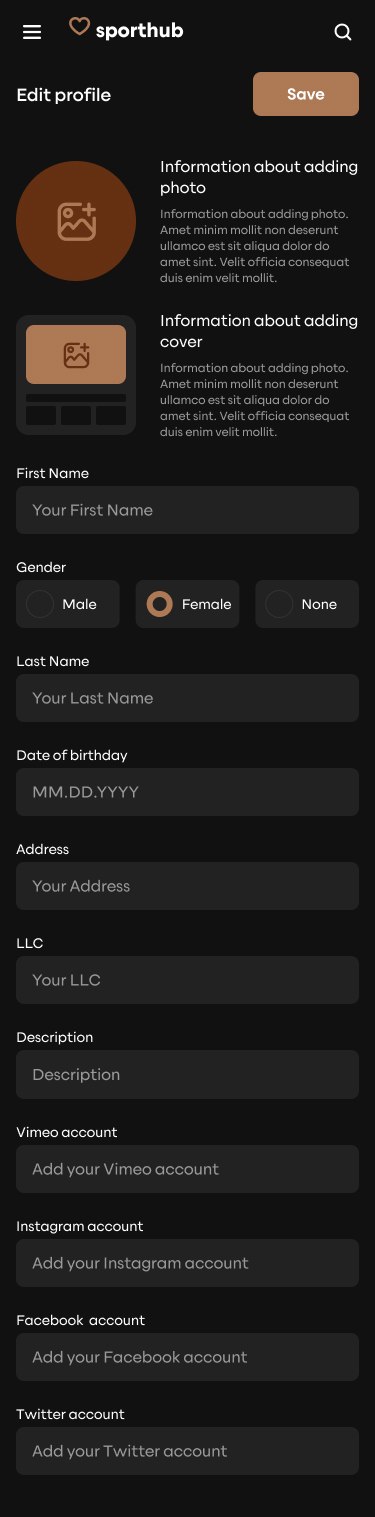 sporthub
Edit profile
Save
Information about adding
photo
Information about adding photo.
Amet minim mollit non deserunt
ullamco est sit aliqua dolor do
amet sint. Velit officia consequat
duis enim velit mollit.
Information about adding
cover
Information about adding photo.
Amet minim mollit non deserunt
ullamco est sit aliqua dolor do
amet sint. Velit officia consequat
duis enim velit mollit.
First Name
Your First Name
Gender
Male
Female
None
Last Name
Your Last Name
Date of birthday
MM.DD.YYYY
Address
Your Address
LLC
Your LLC
Description
Description
Vimeo account
Add your Vimeo account
Instagram account
Add your Instagram account
Facebook  account
Add your Facebook account
Twitter account
Add your Twitter account